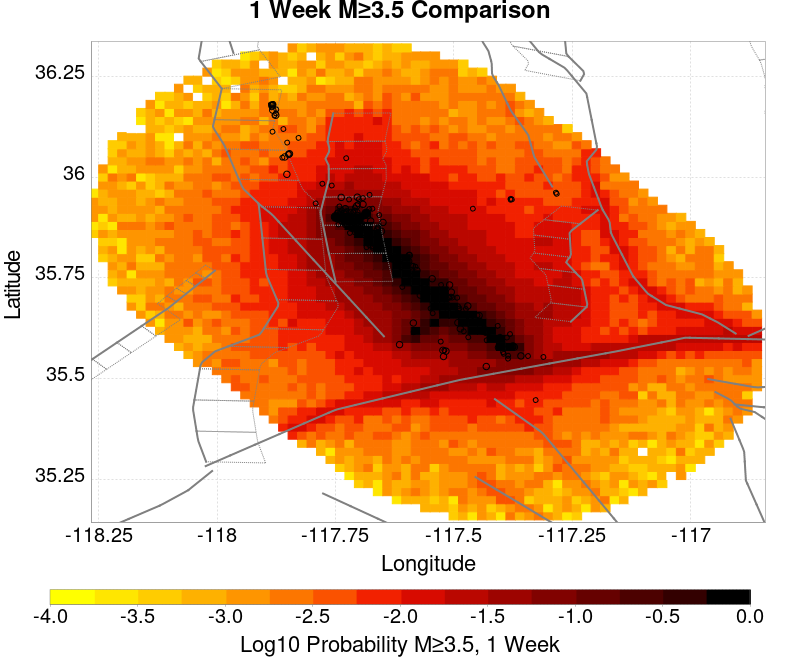 1 Week M≥3.5 Comparison
36.25
36
35.75
35.5
35.25
Latitude
-118.25 -118 -117.75 -117.5 -117.25 -117
Longitude
-4.0 -3.5 -3.0 -2.5 -2.0 -1.5 -1.0 -0.5 0.0
Log10 Probability M≥3.5, 1 Week